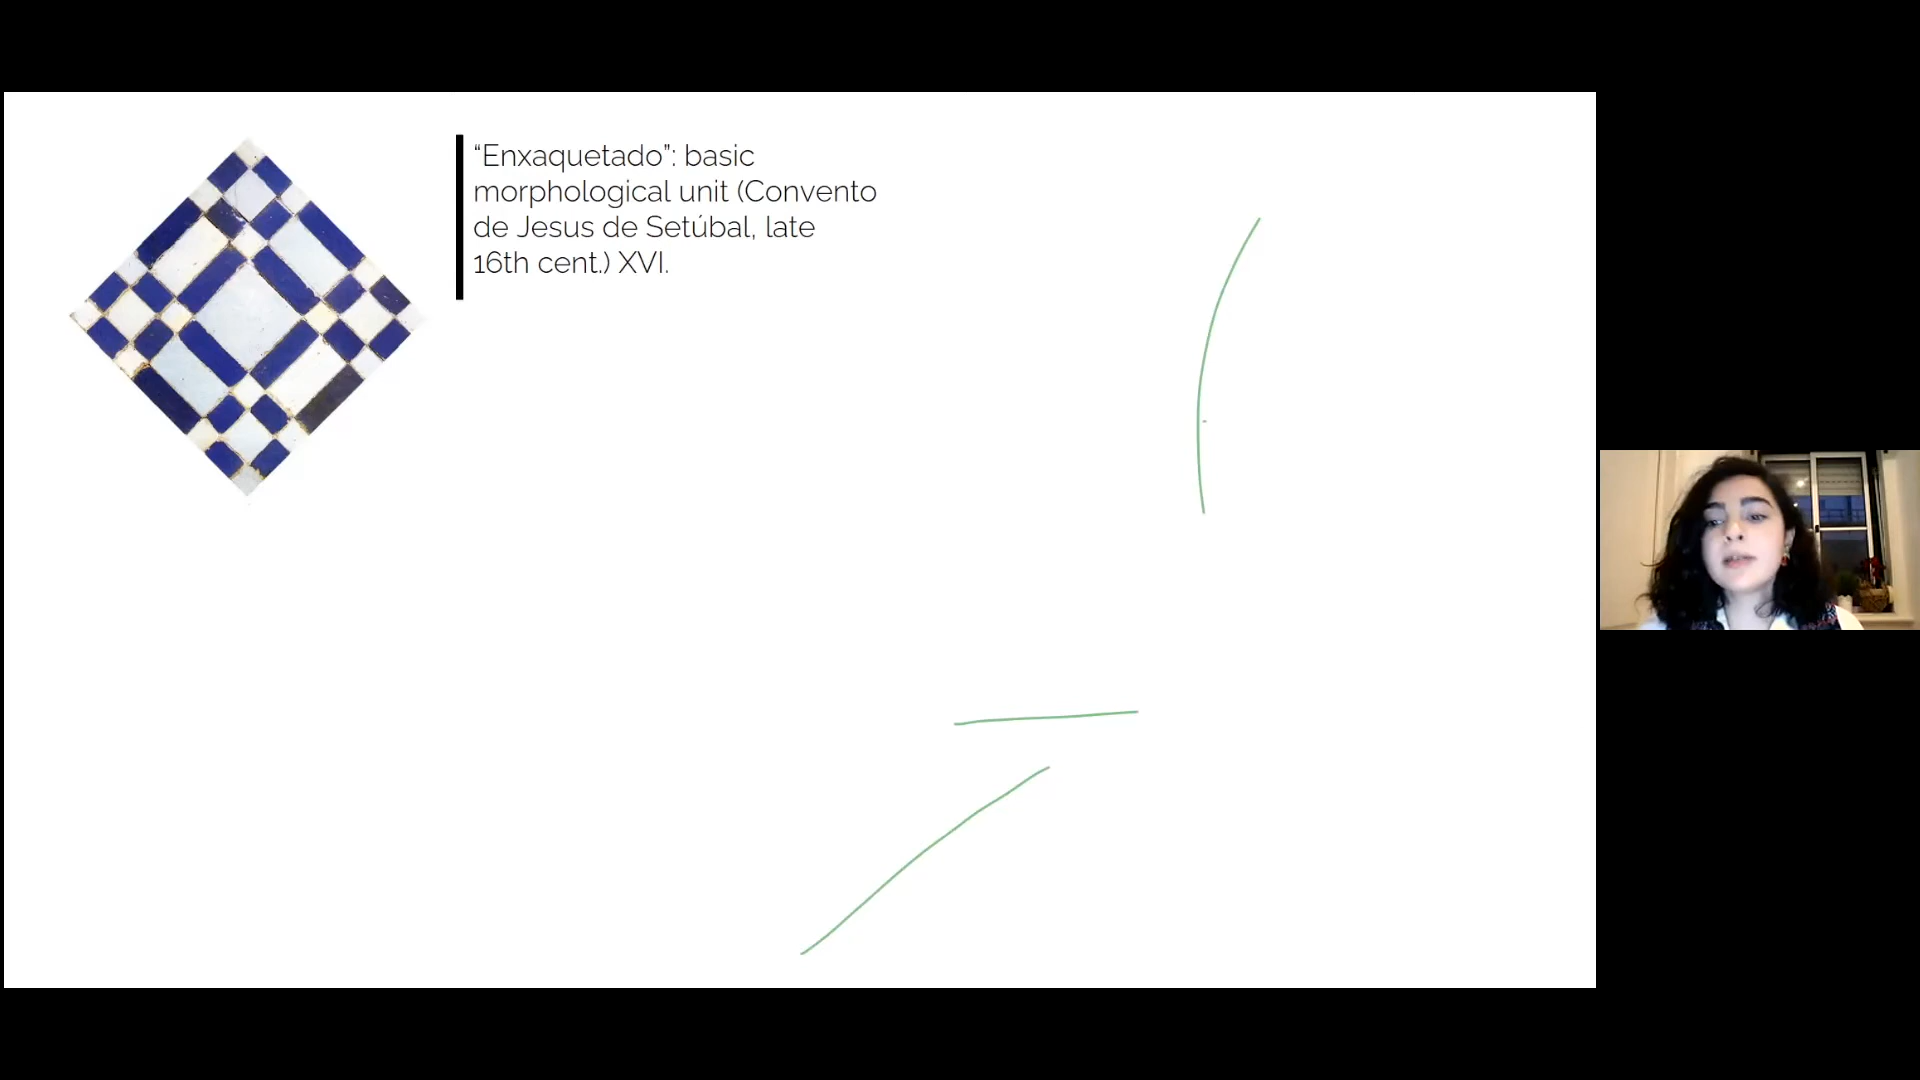 “Enxaquetado”: basic
morphological unit (Convento
de Jesus de Setúbal, late
16th cent.) XVI.